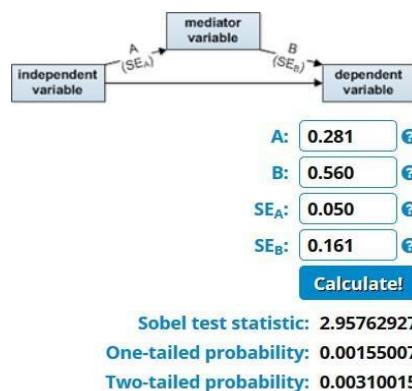 mediator
variable
A
(SEA)
B
(SEB)
independent
variable
dependent
variable
A: 0.281 ?
B: 0.560 ?
SEA: 0.050 ?
SEB: 0.161 ?
Calculate!
Sobel test statistic: 2.95762927
One-tailed probability: 0.00155007
Two-tailed probability: 0.00310015